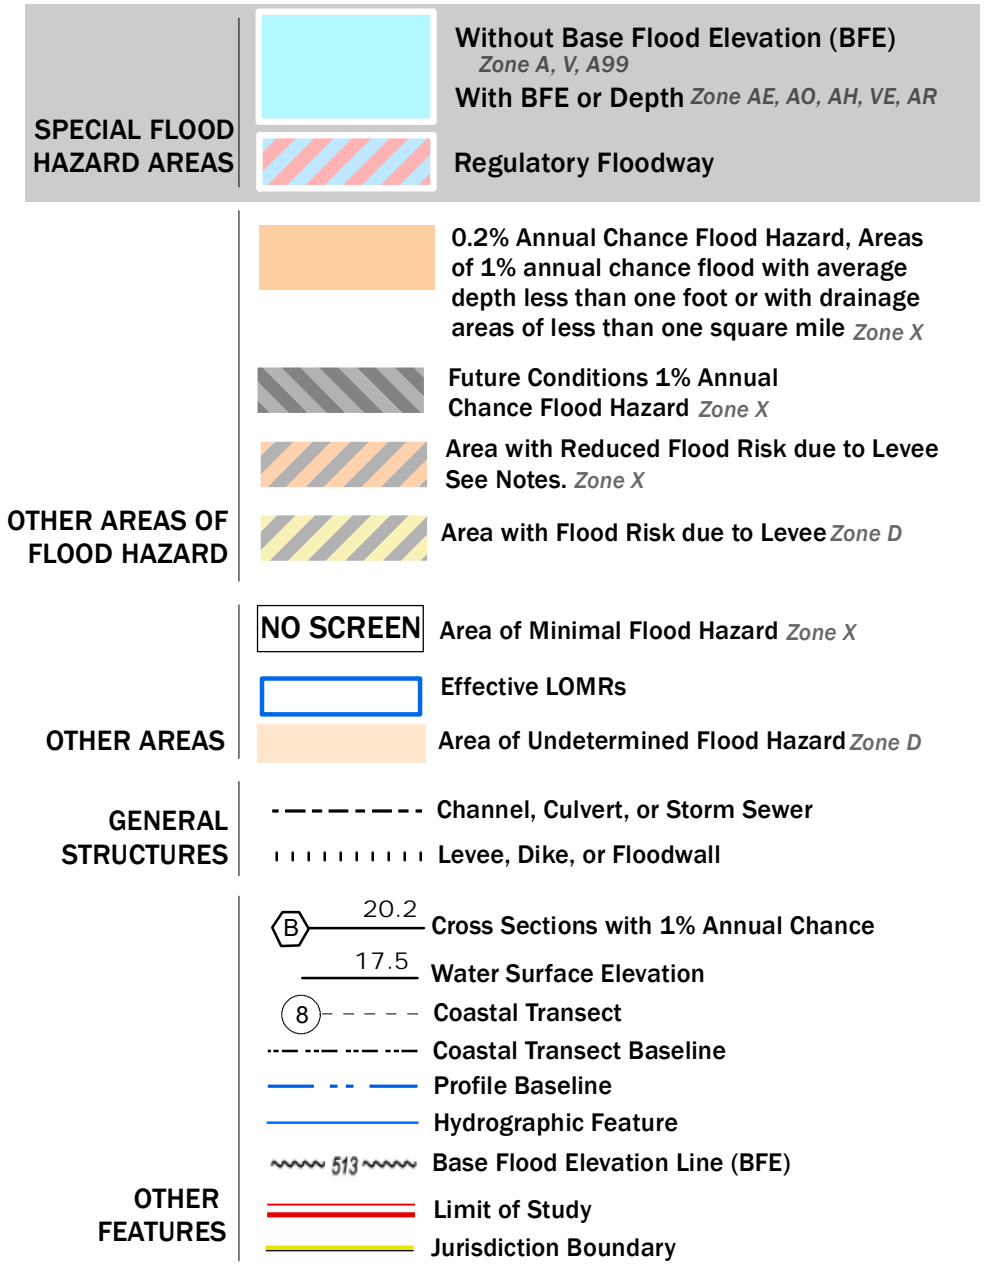 SPECIAL FLOOD
HAZARD AREAS
Without Base Flood Elevation (BFE)
Zone A, V, A99
With BFE or Depth Zone AE, AO, AH, VE, AR
Regulatory Floodway
OTHER AREAS OF
FLOOD HAZARD
0.2% Annual Chance Flood Hazard, Areas
of 1% annual chance flood with average
depth less than one foot or with drainage
areas of less than one square mile Zone X
Future Conditions 1% Annual
Chance Flood Hazard Zone X
Area with Reduced Flood Risk due to Levee
See Notes. Zone X
Area with Flood Risk due to Levee Zone D
OTHER AREAS
NO SCREEN Area of Minimal Flood Hazard Zone X
Effective LOMRs
Area of Undetermined Flood Hazard Zone D
GENERAL
STRUCTURES
Channel, Culvert, or Storm Sewer
Levee, Dike, or Floodwall
OTHER
FEATURES
B 20.2 Cross Sections with 1% Annual Chance
17.5 Water Surface Elevation
8 Coastal Transect
Coastal Transect Baseline
Profile Baseline
Hydrographic Feature
513 Base Flood Elevation Line (BFE)
Limit of Study
Jurisdiction Boundary